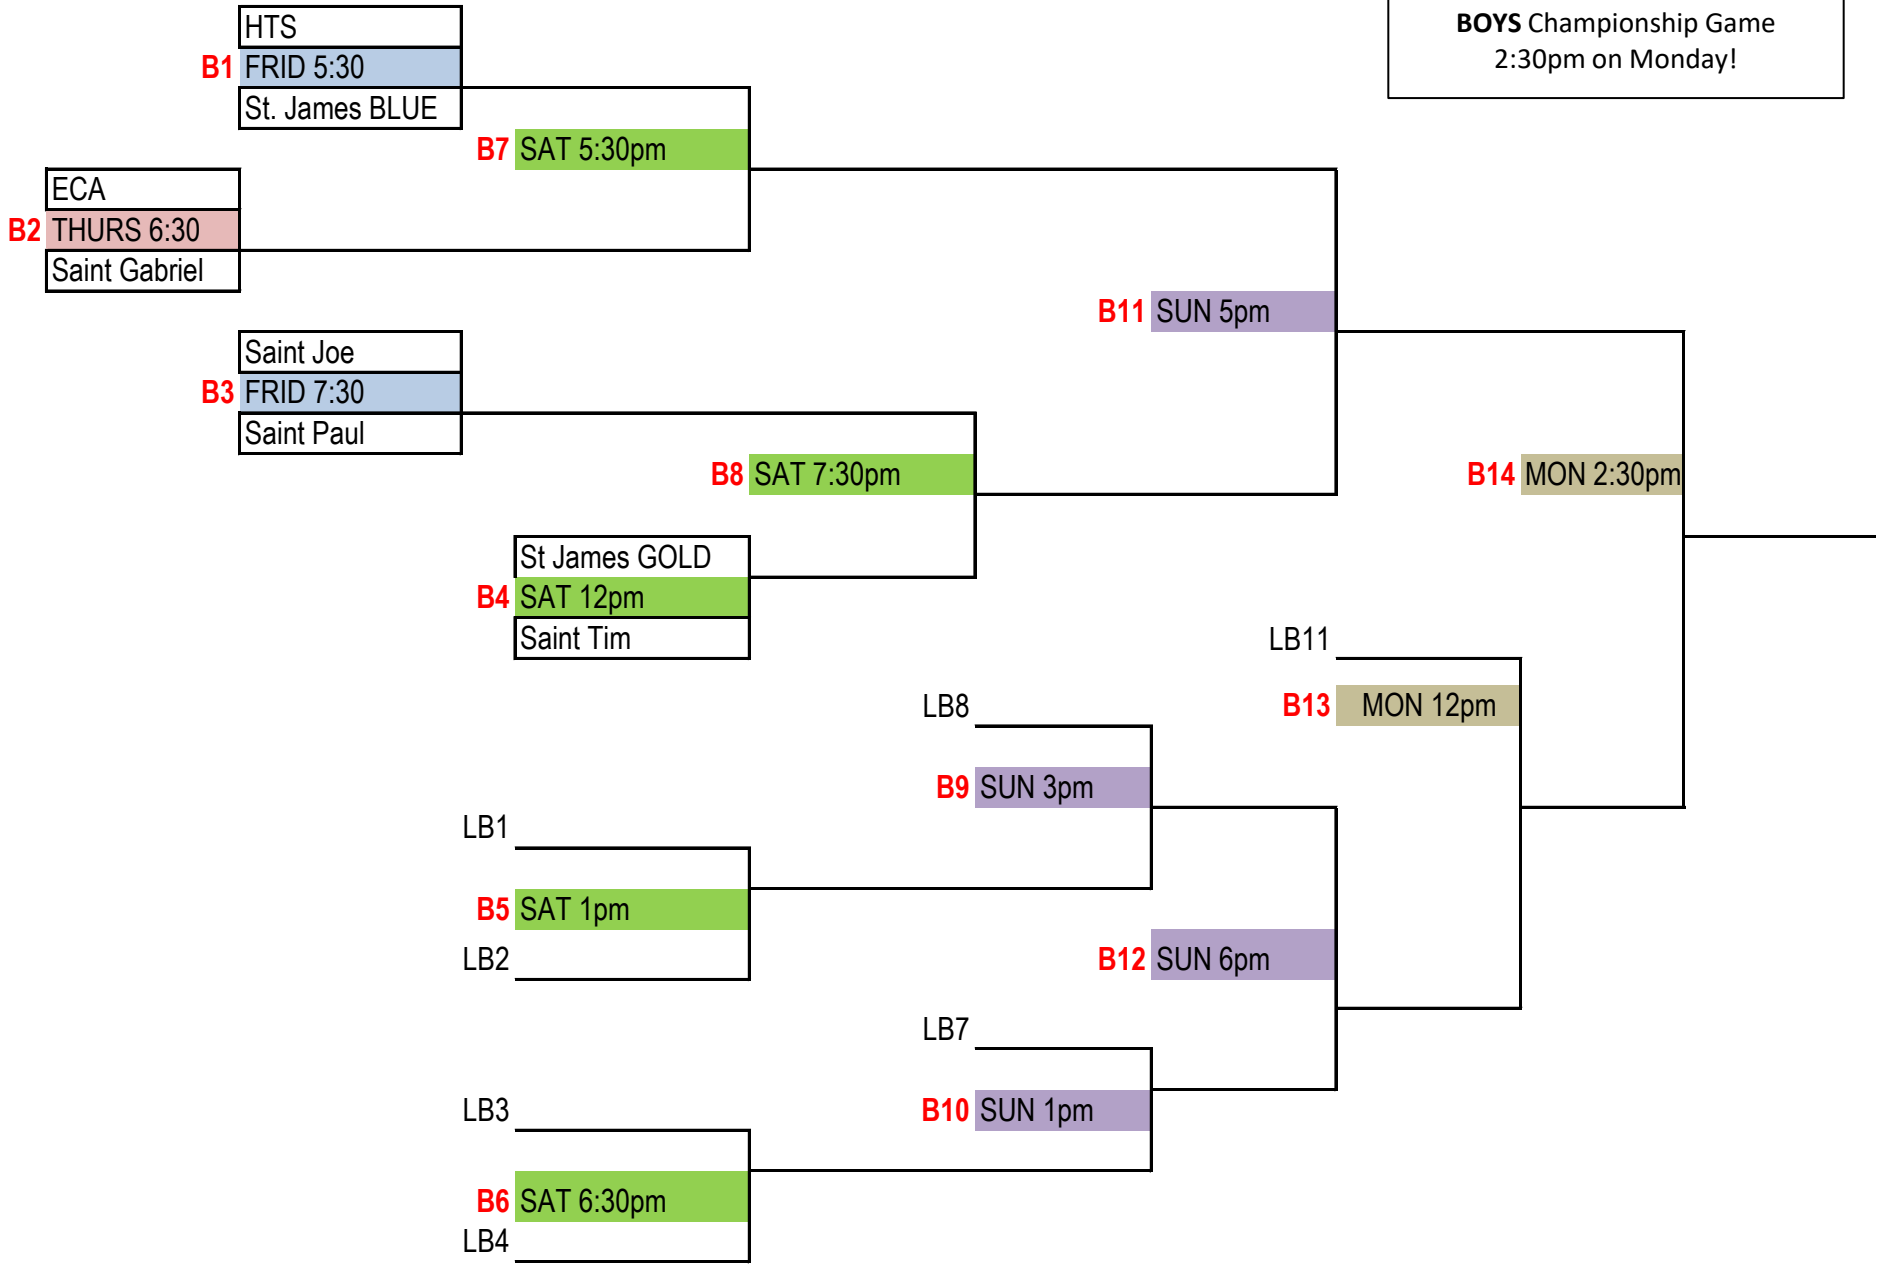 HTS
BOYS Championship Game
2:30pm on Monday!
B1 FRID 5:30
St. James BLUE
B7 SAT 5:30pm
ECA
B2 THURS 6:30
Saint Gabriel
B11 SUN 5pm
Saint Joe
B3 FRID 7:30
Saint Paul
B8 SAT 7:30pm
B14 MON 2:30pm
St James GOLD
B4 SAT 12pm
Saint Tim
LB11
LB8
B13 MON 12pm
B9 SUN 3pm
LB1
B5 SAT 1pm
LB2
B12 SUN 6pm
LB7
LB3
B10 SUN 1pm
B6 SAT 6:30pm
LB4